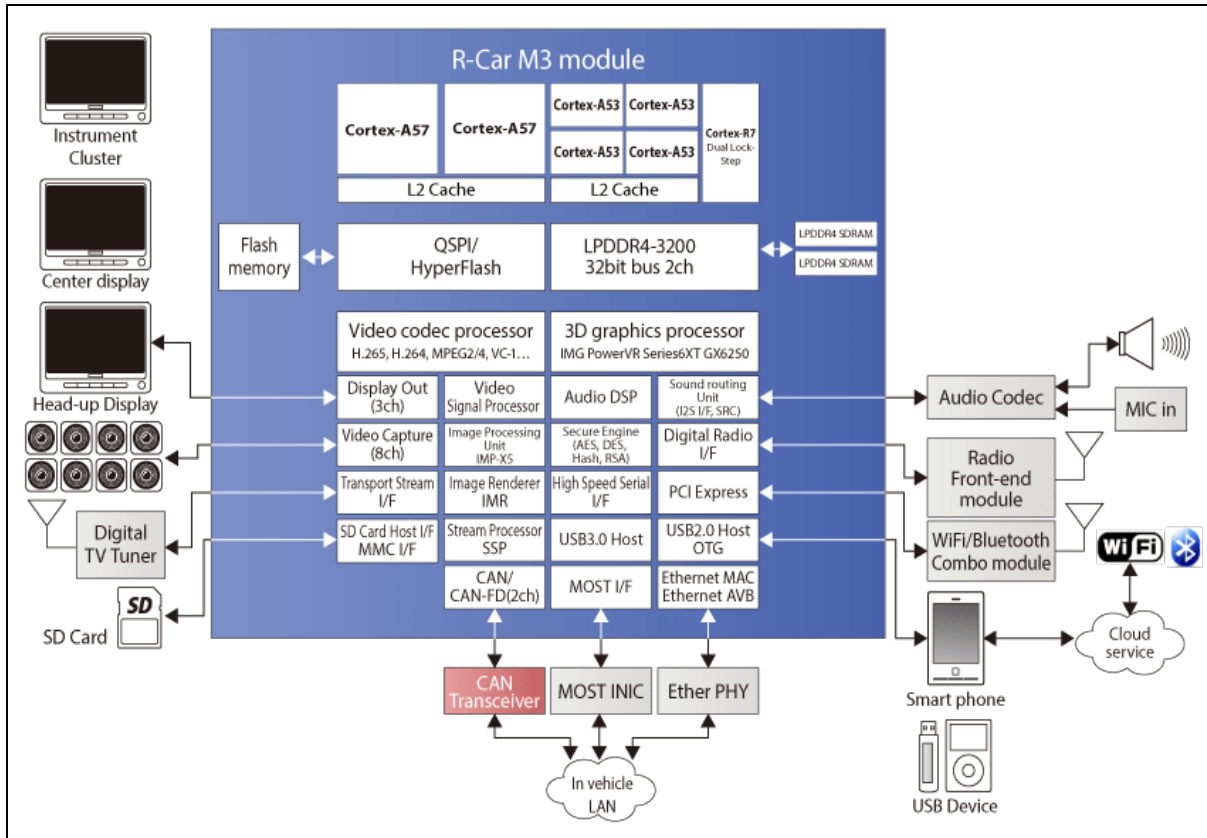 R-Car M3 module
Instrument
Cluster
Center display
Head-up Display
Digital
TV Tuner
SD
SD Card
Cortex-A57
Cortex-A57
Cortex-A53
Cortex-A53
Cortex-A53
Cortex-A53
Cortex-R7
Dual Lock-
Step
L2 Cache
L2 Cache
Flash
memory
QSPI/
HyperFlash
LPDDR4-3200
32bit bus 2ch
LPDDR4 SDRAM
LPDDR4 SDRAM
Video codec processor
H.265, H.264, MPEG2/4, VC-1...
3D graphics processor
IMG PowerVR Series6XT GX6250
Display Out
(3ch)
Video
Signal Processor
Audio DSP
Sound routing
Unit
(I2S I/F, SRC)
Video Capture
(8ch)
Image Processing
Unit
IMP-X5
Secure Engine
(AES, DES,
Hash, RSA)
Digital Radio
I/F
Transport Stream
I/F
Image Renderer
IMR
High Speed Serial
I/F
PCI Express
SD Card Host I/F
MMC I/F
Stream Processor
SSP
USB3.0 Host
USB2.0 Host
OTG
CAN/
CAN-FD(2ch)
MOST I/F
Ethernet MAC
Ethernet AVB
CAN
Transceiver
MOST INIC
Ether PHY
In vehicle
LAN
Audio Codec
MIC in
Radio
Front-end
module
WiFi/Bluetooth
Combo module
Wi Fi
Cloud
service
Smart phone
USB Device